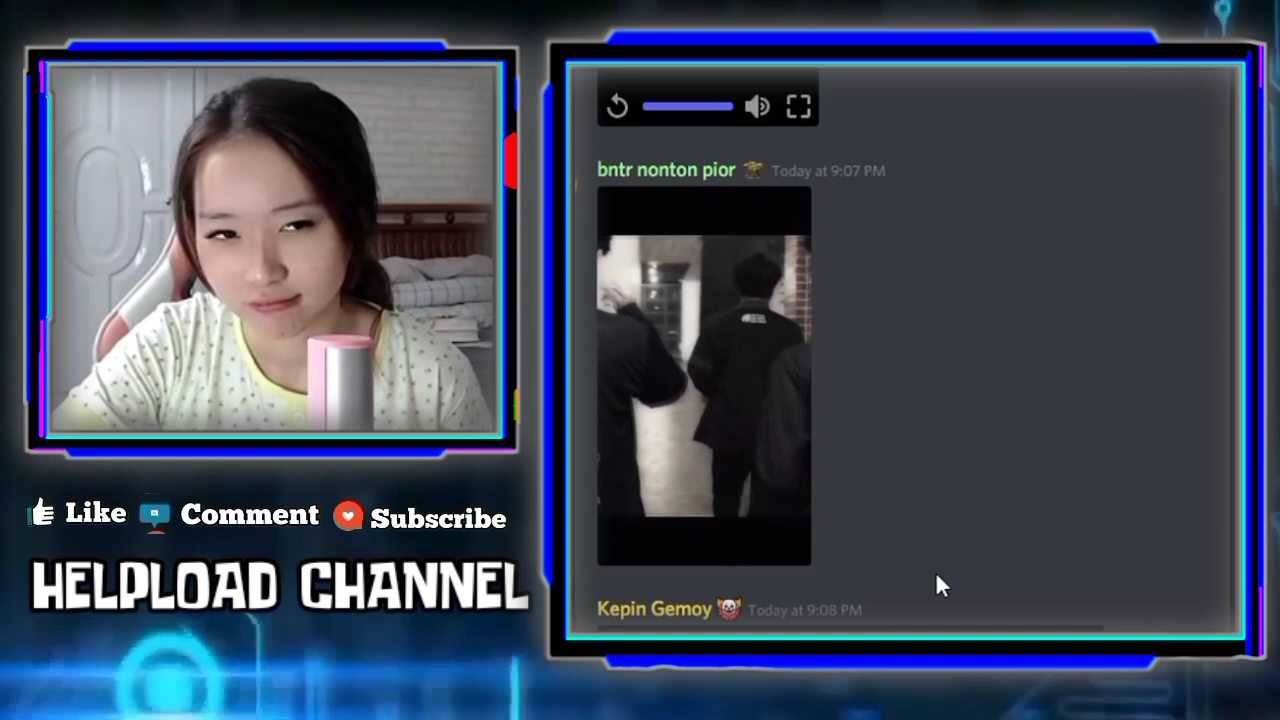 bntr nonton pior Today at 9:07 PM
Kepin Gemoy Today at 9:08 PM
Like Comment Subscribe
HELPLOAD CHANNEL